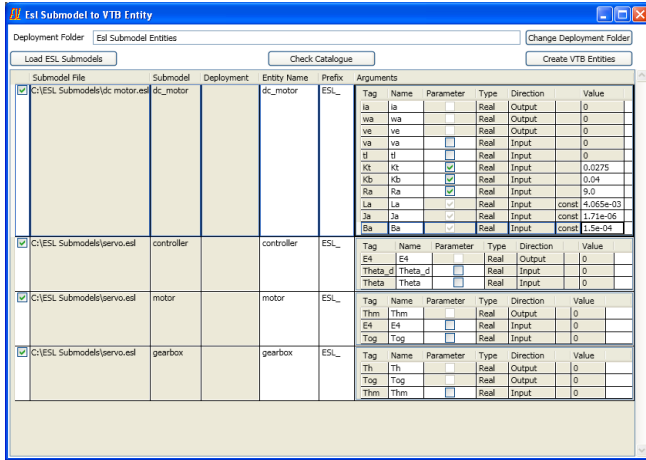 Esl Submodel to VTB Entity
Deployment Folder Esl Submodel Entities Change Deployment Folder
Load ESL Submodels Check Catalogue Create VTB Entities
Submodel File Submodel Deployment Entity Name Prefix Arguments
C:\ESL Submodels\dc motor.esl dc_motor dc_motor ESL_
Tag Name Parameter Type Direction Value
ia ia Real Output 0
wa wa Real Output 0
ve ve Real Output 0
va va Real Input 0
tl tl Real Input 0
Kt Kt Real Input 0.0275
Kb Kb Real Input 0.04
Ra Ra Real Input 9.0
La La Real Input const 4.065e-03
Ja Ja Real Input const 1.71e-06
Ba Ba Real Input const 1.5e-04
C:\ESL Submodels\servo.esl controller controller ESL_
Tag Name Parameter Type Direction Value
E4 E4 Real Output 0
Theta_d Theta_d Real Input 0
Theta Theta Real Input 0
C:\ESL Submodels\servo.esl motor motor ESL_
Tag Name Parameter Type Direction Value
Thm Thm Real Output 0
E4 E4 Real Input 0
Tog Tog Real Input 0
C:\ESL Submodels\servo.esl gearbox gearbox ESL_
Tag Name Parameter Type Direction Value
Th Th Real Output 0
Tog Tog Real Output 0
Thm Thm Real Input 0